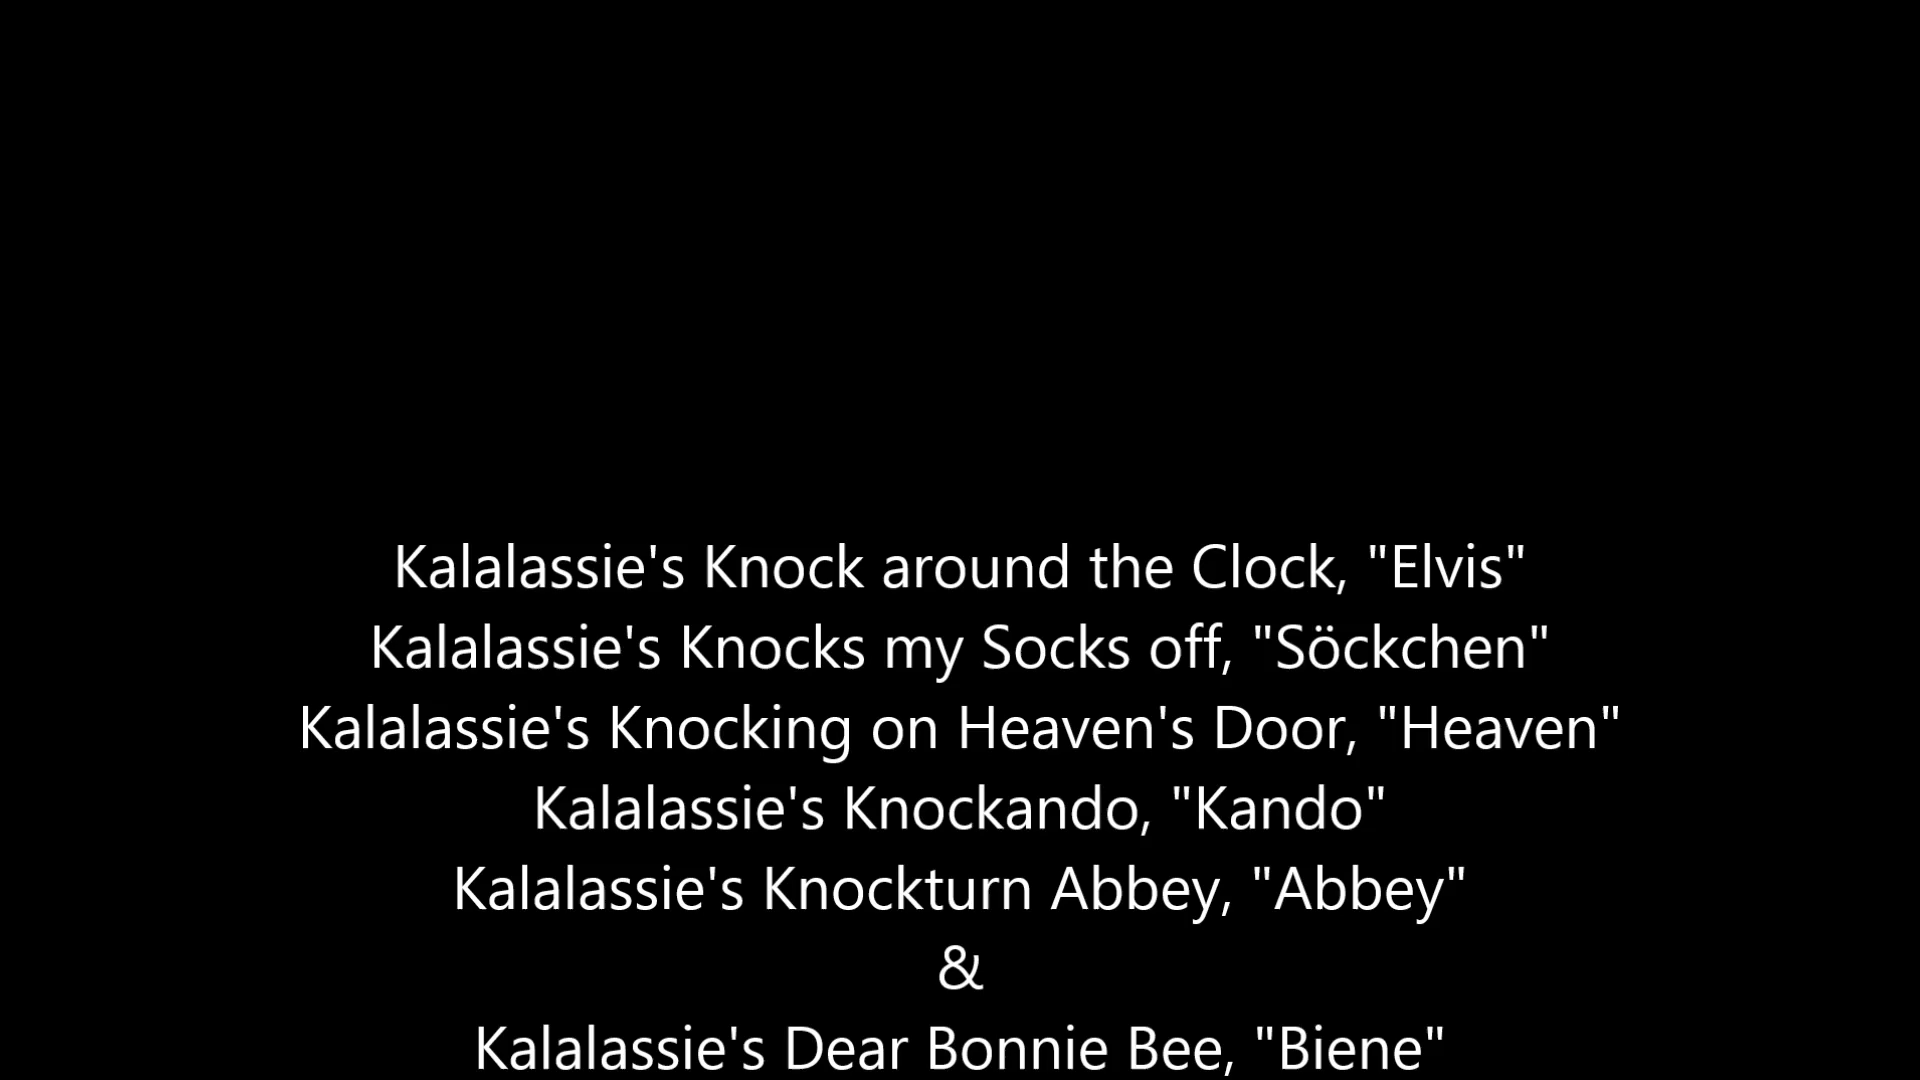 Kalalassie's Knock around the Clock, "Elvis"
Kalalassie's Knocks my Socks off, "Söckchen"
Kalalassie's Knocking on Heaven's Door, "Heaven"
Kalalassie's Knockando, "Kando"
Kalalassie's Knockturn Abbey, "Abbey"
&
Kalalassie's Dear Bonnie Bee, "Biene"